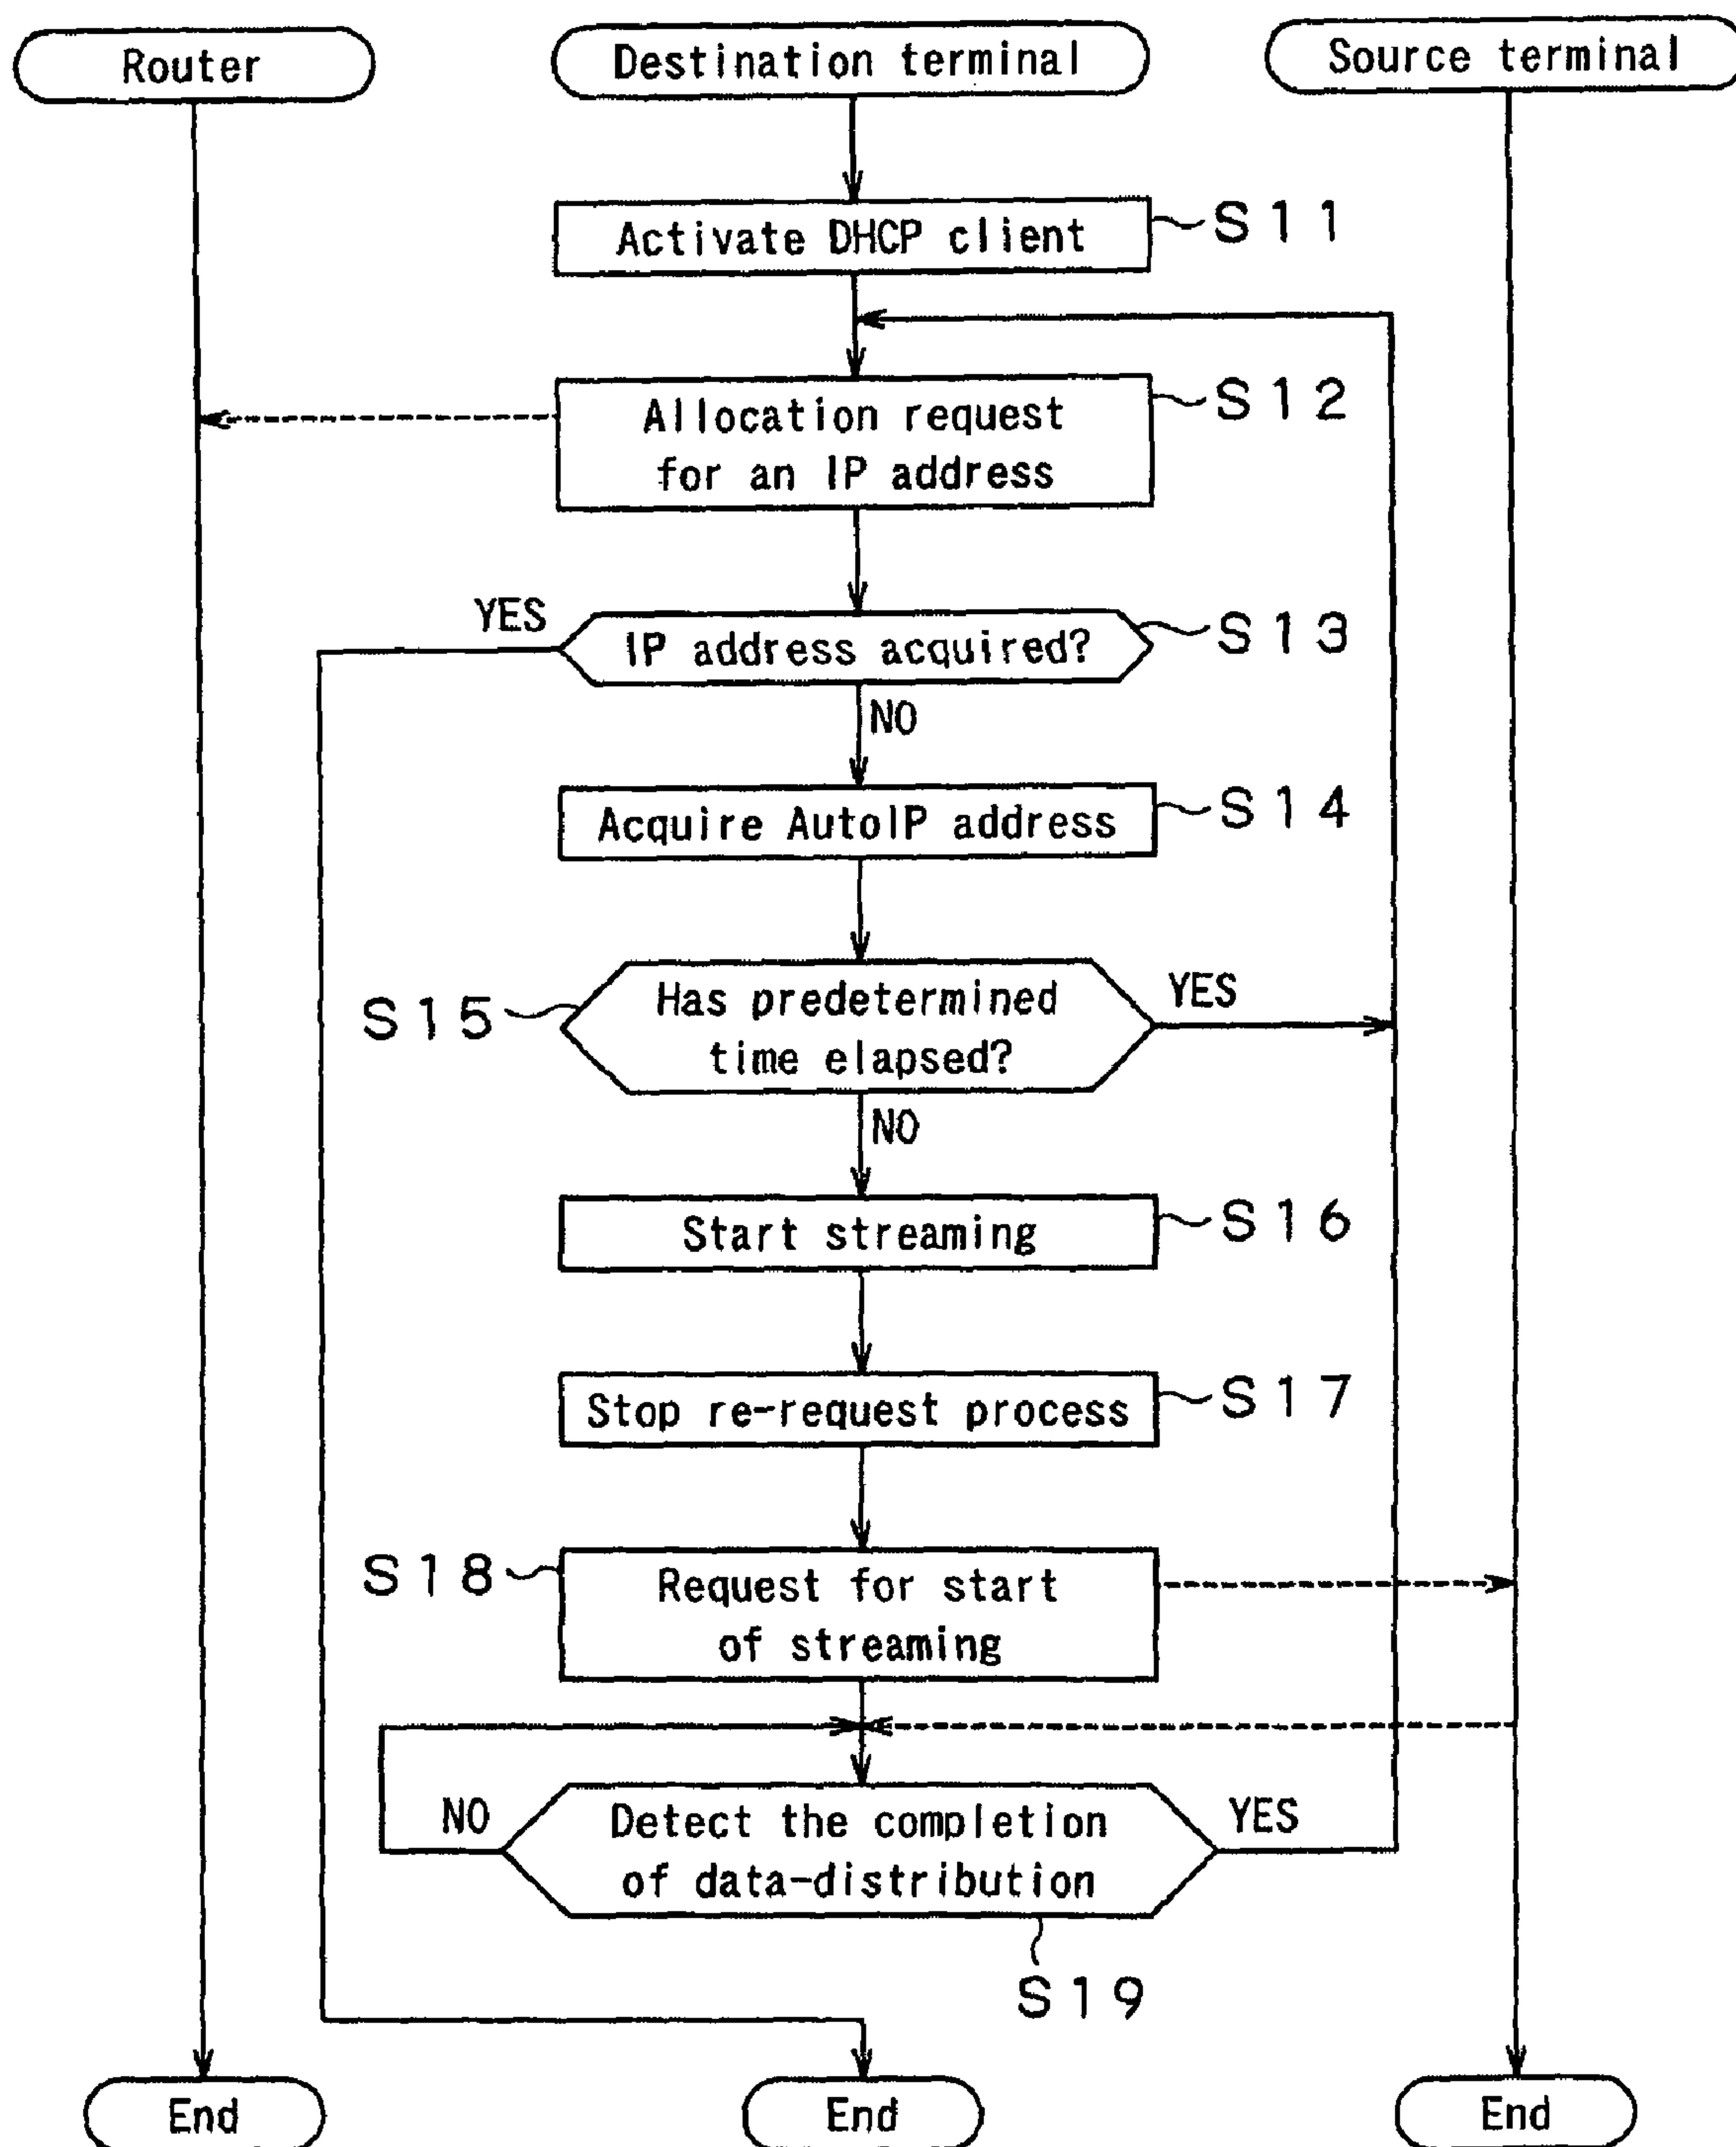 Router
Destination terminal
Source terminal
Activate DHCP client
S11
Allocation request
for an IP address
S12
YES
IP address acquired?
S13
NO
Acquire AutoIP address
S14
S15
Has predetermined
time elapsed?
YES
NO
Start streaming
S16
Stop re-request process
S17
S18
Request for start
of streaming
NO
Detect the completion
of data-distribution
YES
S19
End
End
End